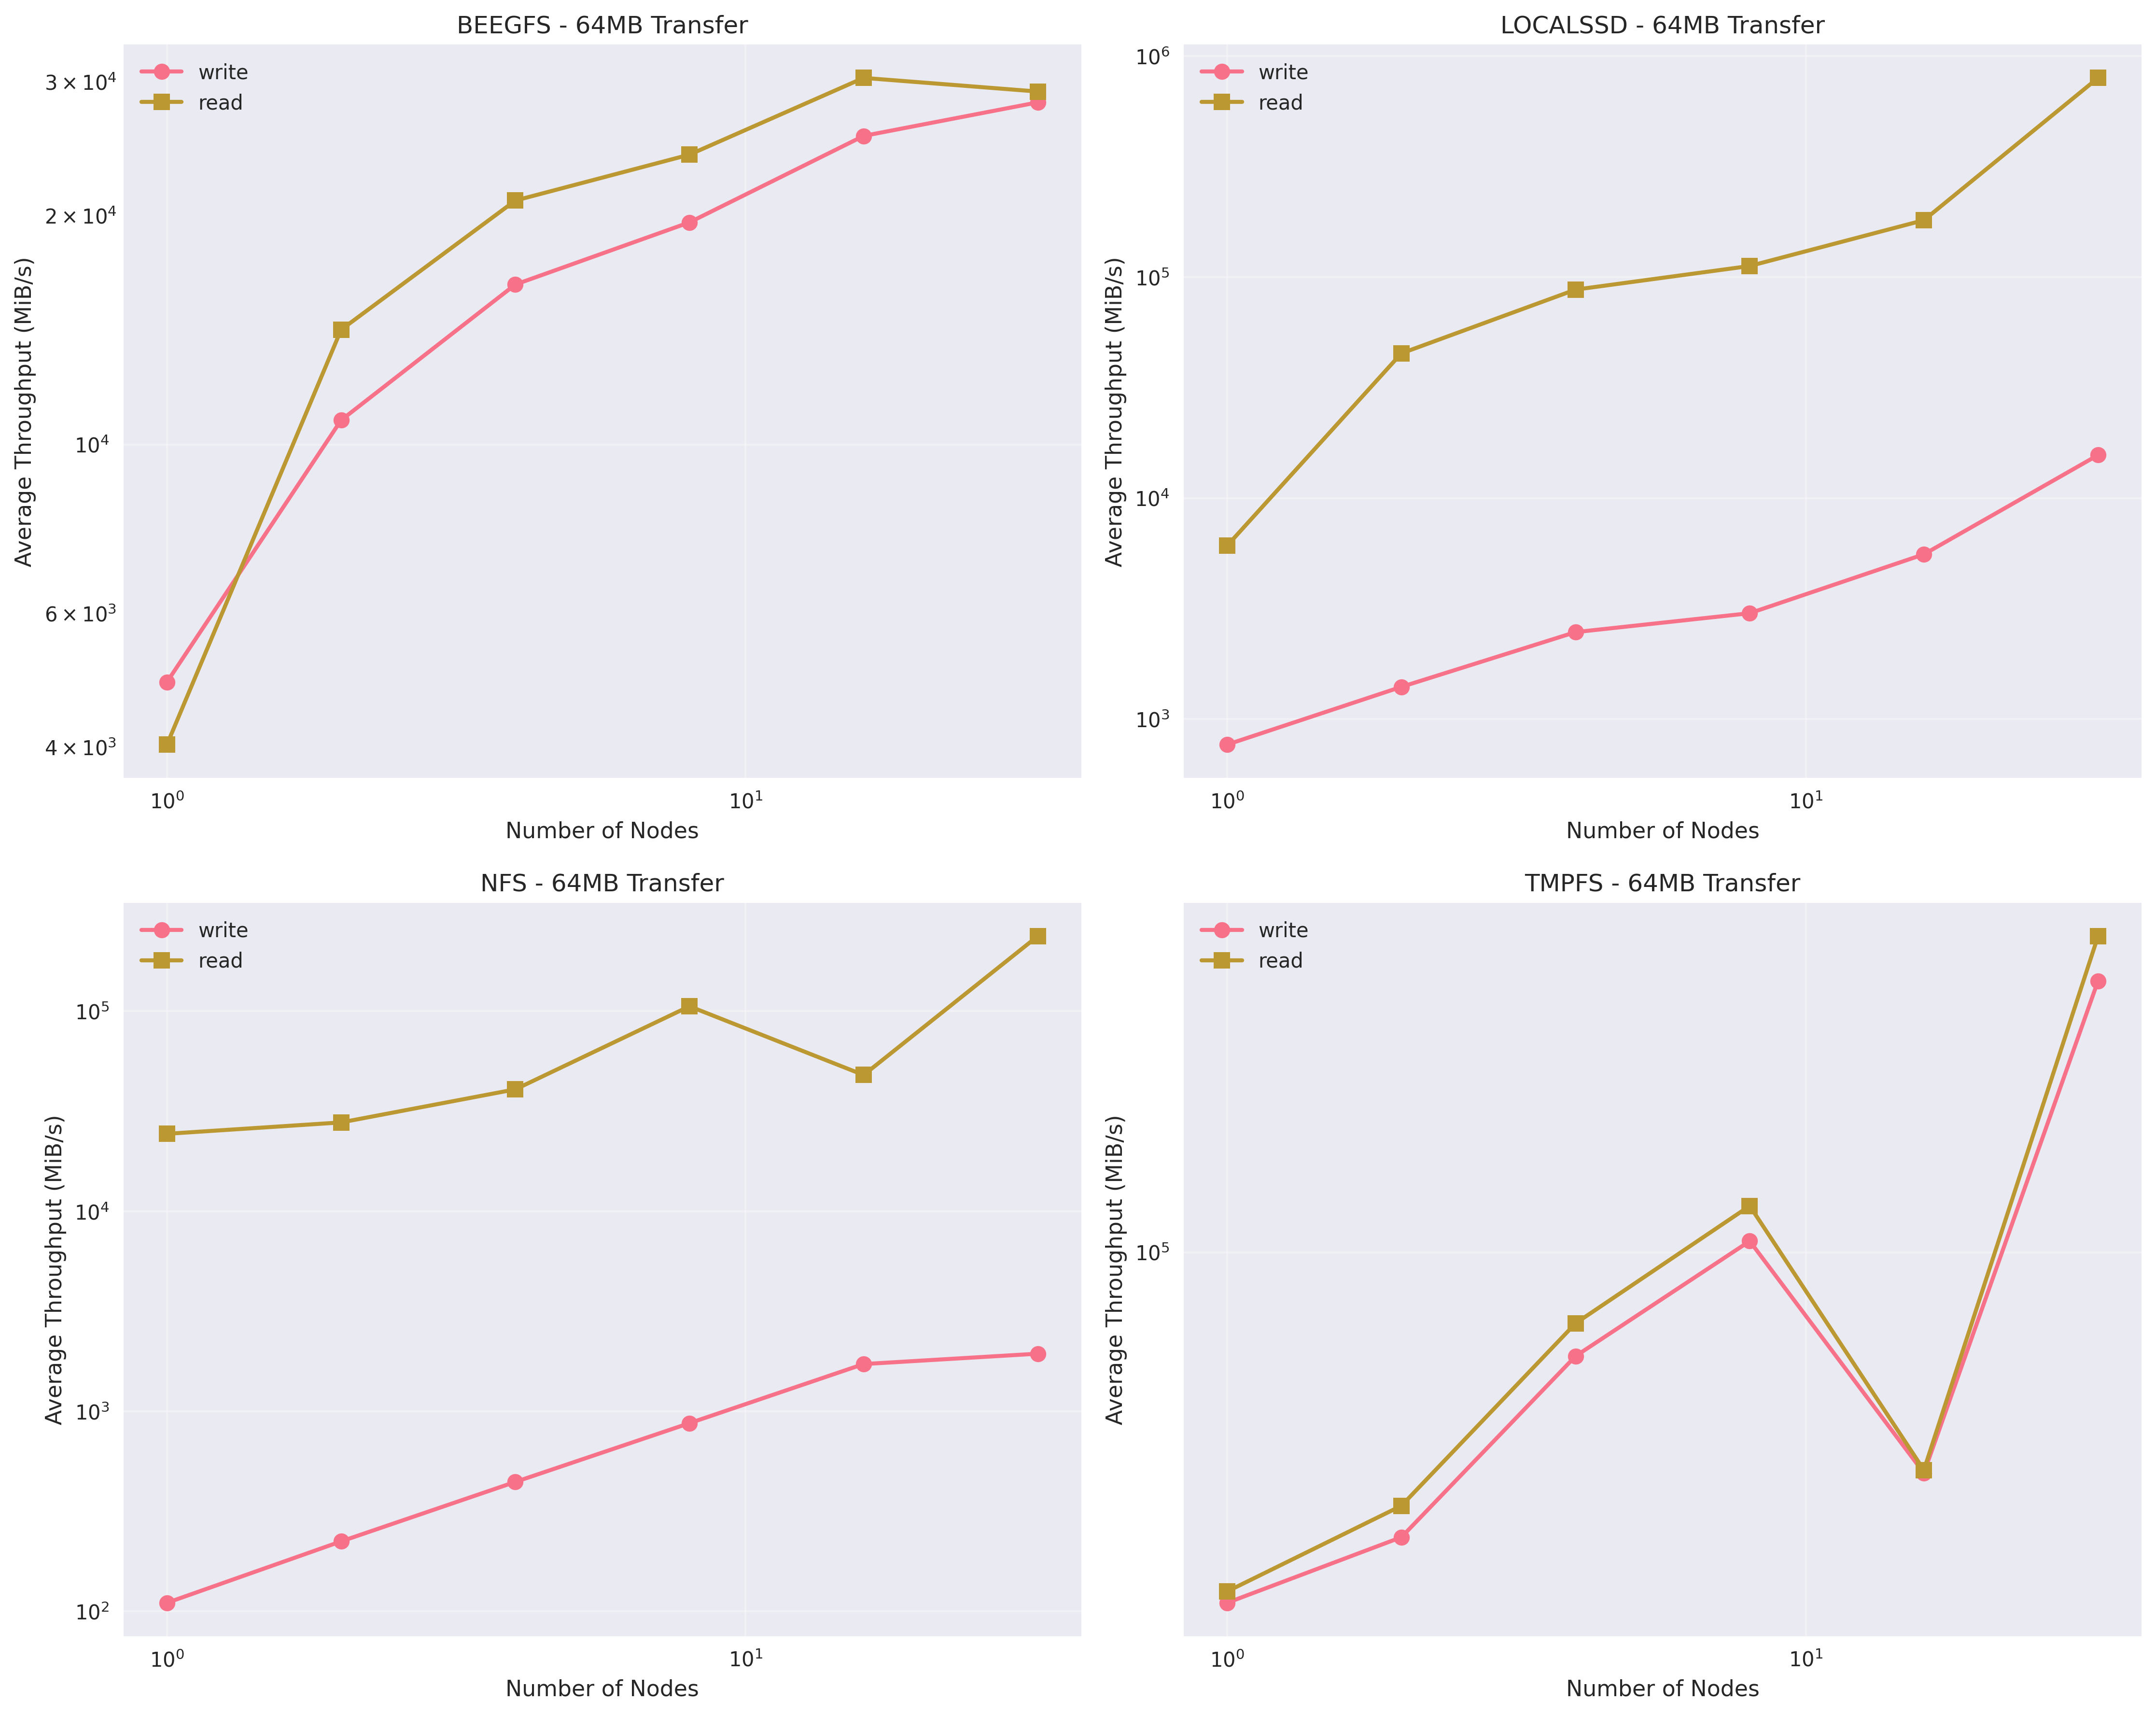 BEEGFS - 64MB Transfer
write
read
3 × 10⁴
2 × 10⁴
10⁴
6 × 10³
4 × 10³
Average Throughput (MiB/s)
10⁰
10¹
Number of Nodes
LOCALSSD - 64MB Transfer
write
read
10⁶
10⁵
10⁴
10³
Average Throughput (MiB/s)
10⁰
10¹
Number of Nodes
NFS - 64MB Transfer
write
read
10⁵
10⁴
10³
10²
Average Throughput (MiB/s)
10⁰
10¹
Number of Nodes
TMPFS - 64MB Transfer
write
read
10⁵
Average Throughput (MiB/s)
10⁰
10¹
Number of Nodes